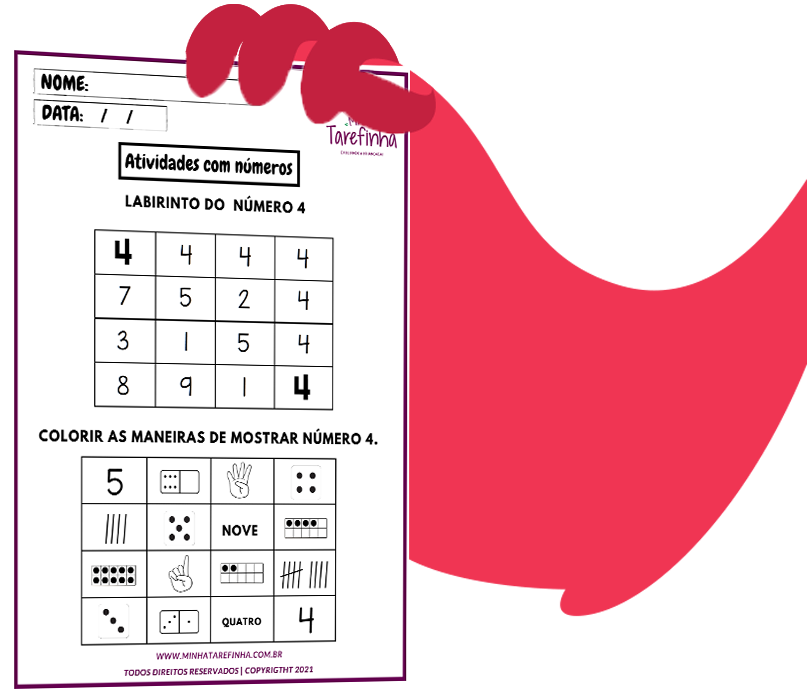 NOME:
DATA: / /
Tarefinha
Atividades com números
LABIRINTO DO NÚMERO 4
4 4 4 4
7 5 2 4
3 1 5 4
8 9 1 4
COLORIR AS MANEIRAS DE MOSTRAR NÚMERO 4.
5
NOVE
QUATRO 4
WWW.MINHATAREFINHA.COM.BR
TODOS DIREITOS RESERVADOS | COPYRIGTHT 2021